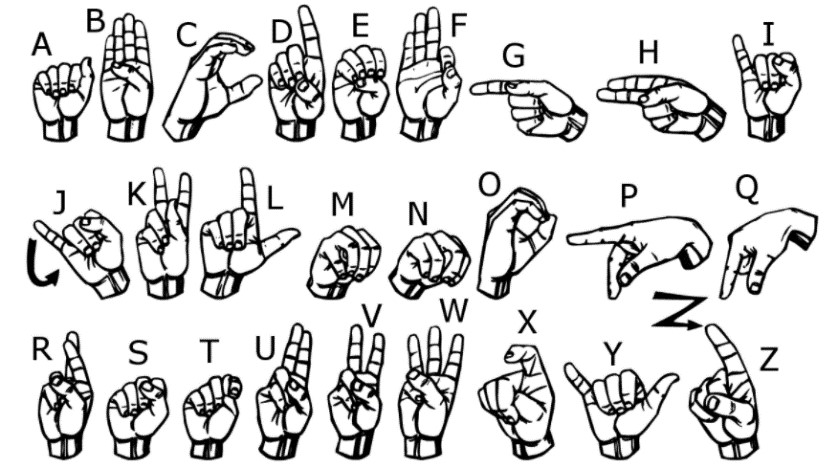 A B C D E F G H I
J K L M N O P Q
R S T U V W X Y Z